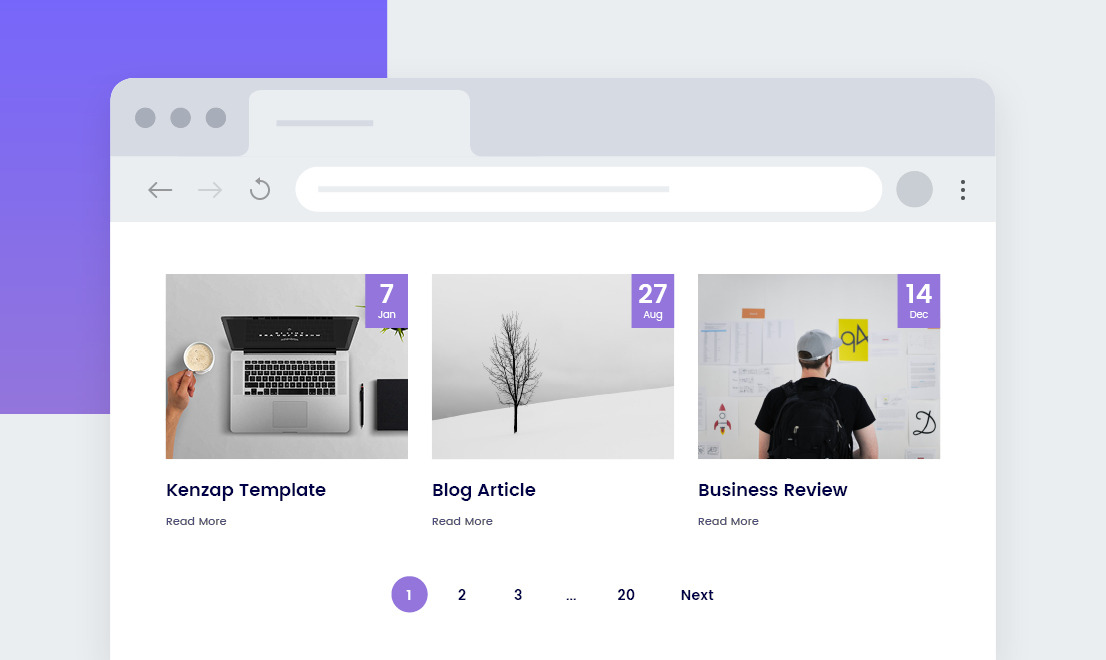 7
Jan
27
Aug
14
Dec
Kenzap Template
Blog Article
Business Review
Read More
Read More
Read More
1 2 3 ... 20 Next